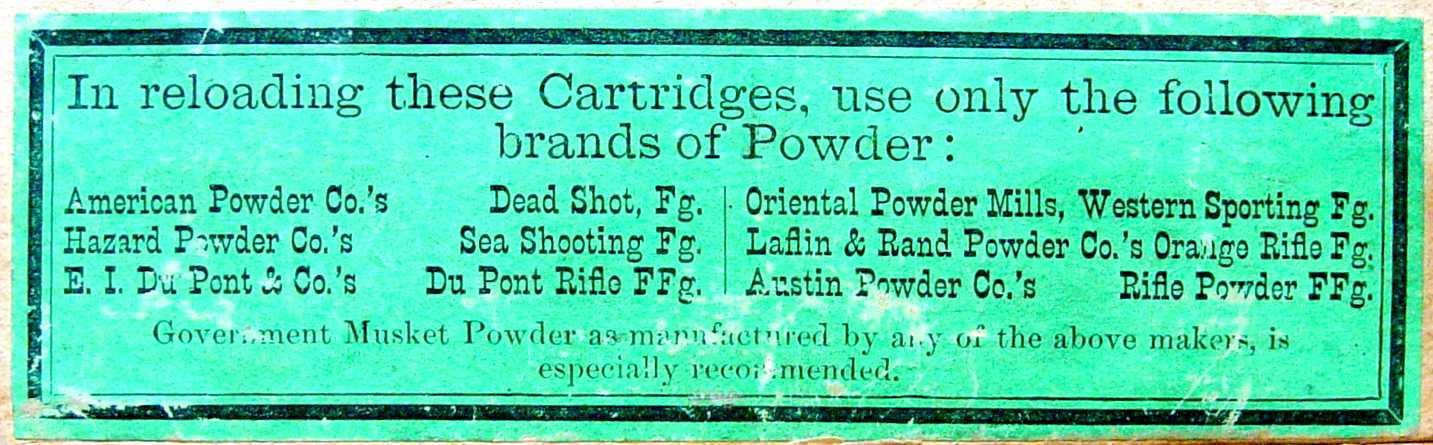 In reloading these Cartridges, use only the following
brands of Powder:
American Powder Co.'s Dead Shot, Fg.
Hazard Powder Co.'s Sea Shooting Fg.
E. I. Du Pont & Co.'s Du Pont Rifle FFg.
Oriental Powder Mills, Western Sporting Fg.
Laflin & Rand Powder Co.'s Orange Rifle Fg.
Austin Powder Co.'s Rifle Powder FFg.
Government Musket Powder as manufactured by any of the above makers, is
especially recommended.